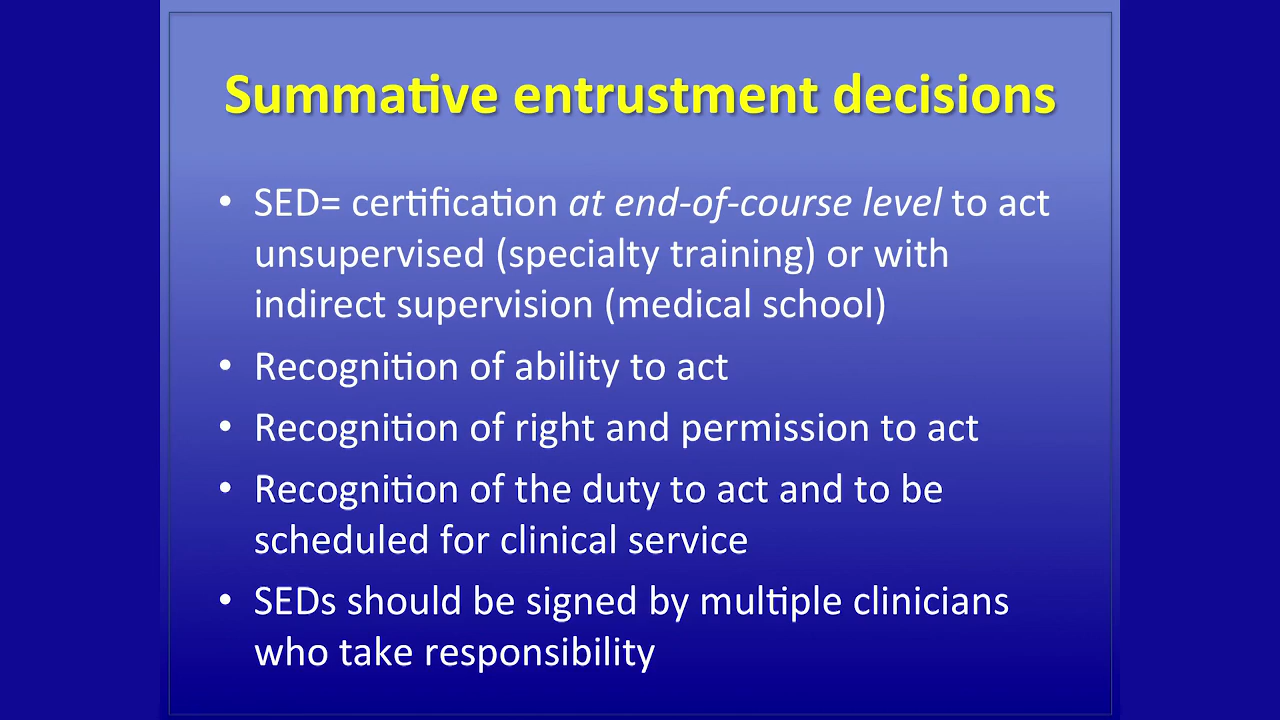 Summative entrustment decisions
• SED= certification at end-of-course level to act
unsupervised (specialty training) or with
indirect supervision (medical school)
• Recognition of ability to act
• Recognition of right and permission to act
• Recognition of the duty to act and to be
scheduled for clinical service
• SEDs should be signed by multiple clinicians
who take responsibility